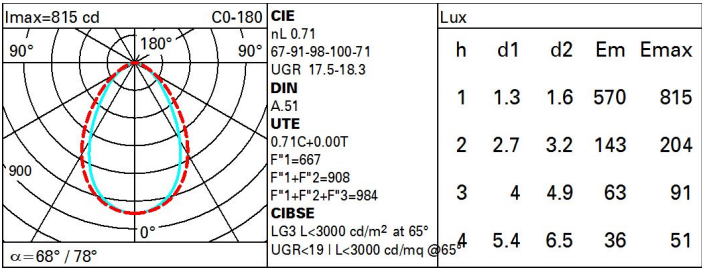 Imax=815 cd C0-180
90° 180° 90°
900
0°
α=68° / 78°
CIE
nL 0.71
67-91-98-100-71
UGR 17.5-18.3
DIN
A.51
UTE
0.71C+0.00T
F"1=667
F"1+F"2=908
F"1+F"2+F"3=984
CIBSE
LG3 L<3000 cd/m² at 65°
UGR<19 | L<3000 cd/mq @65°
Lux
h d1 d2 Em Emax
1 1.3 1.6 570 815
2 2.7 3.2 143 204
3 4 4.9 63 91
4 5.4 6.5 36 51